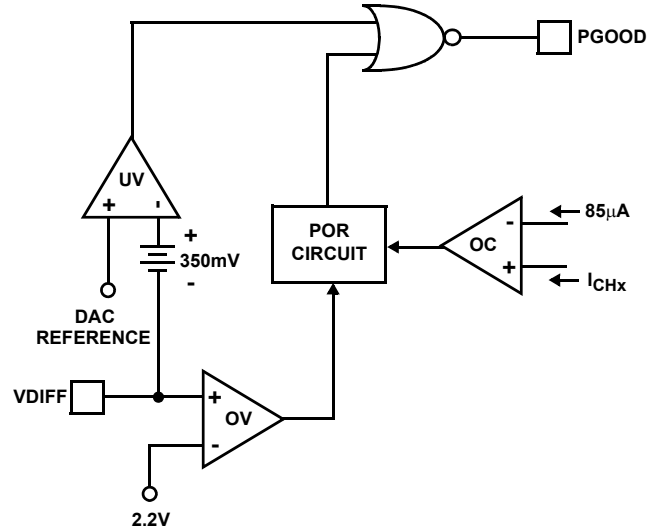 PGOOD
UV
+ -
+
350mV
-
DAC
REFERENCE
POR
CIRCUIT
85µA
-
OC
+
ICHx
VDIFF
+
OV
-
2.2V